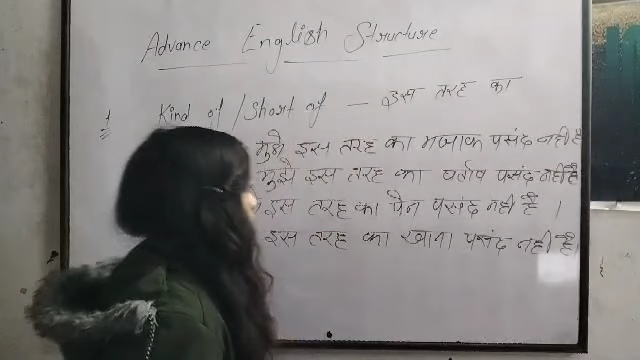 Advance English Structure
1 Kind of / Short of - इस तरह का
मुझे इस तरह का मजाक पसंद नही है
मुझे इस तरह का बर्ताव पसंद नहीं है
इस तरह का पेन पसंद नहीं है ।
इस तरह का खाना पसंद नही है।